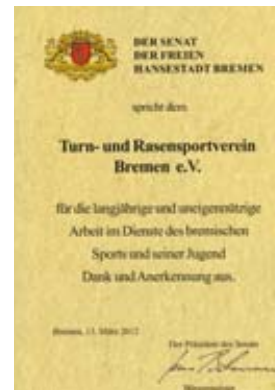 DER SENAT
DER FREIEN
HANSESTADT BREMEN
spricht dem
Turn- und Rasensportverein
Bremen e.V.
für die langjährige und uneigennützige
Arbeit im Dienste des bremischen
Sports und seiner Jugend
Dank und Anerkennung aus.
Bremen, 13. März 2012
Der Präsident des Senats